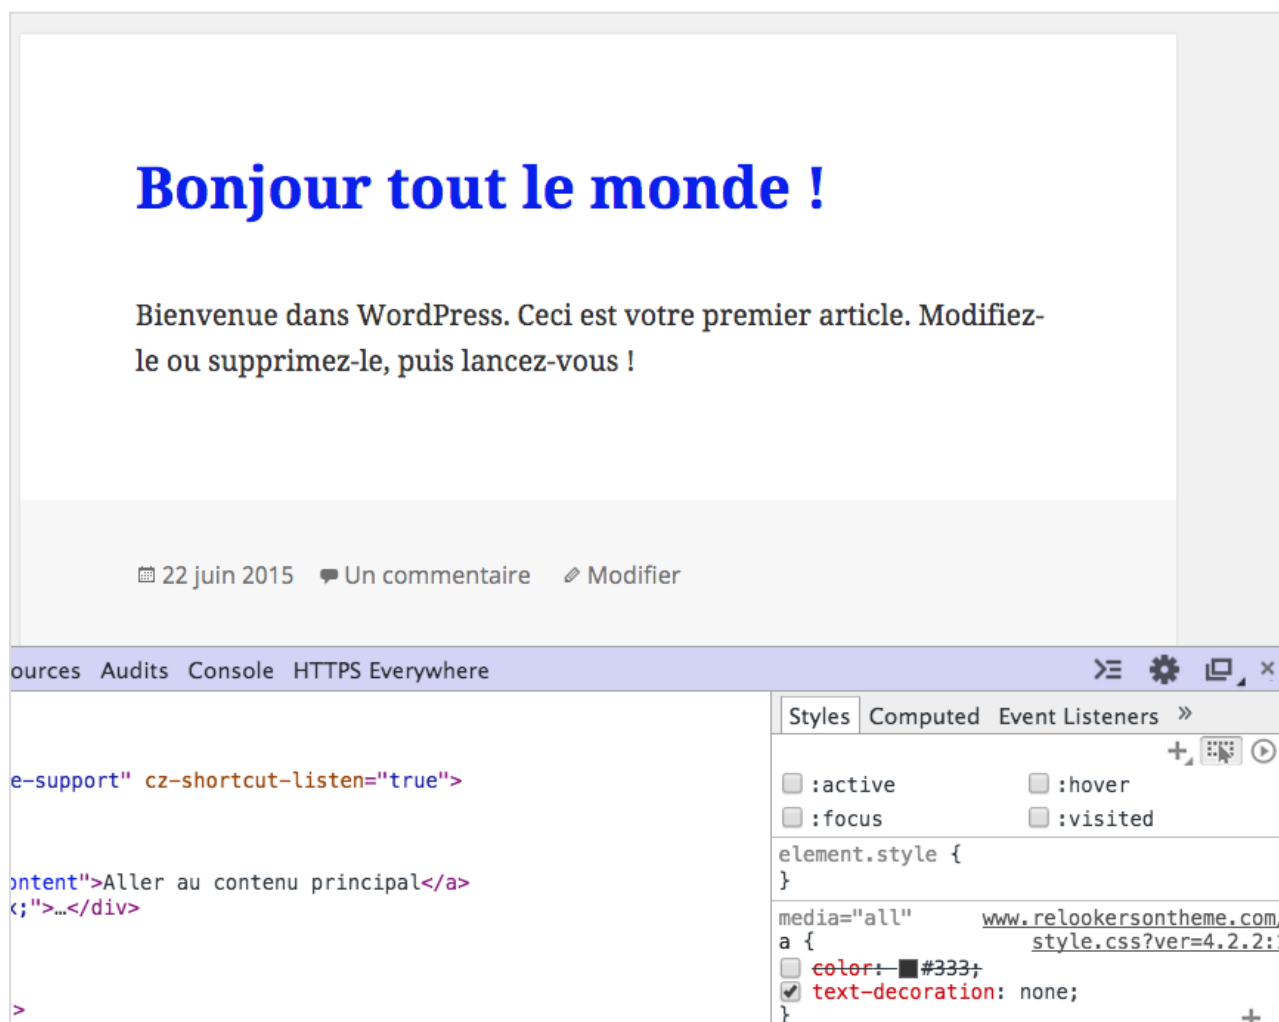 Bonjour tout le monde !
Bienvenue dans WordPress. Ceci est votre premier article. Modifiez-
le ou supprimez-le, puis lancez-vous !
22 juin 2015 Un commentaire Modifier
ources Audits Console HTTPS Everywhere
Styles Computed Event Listeners »
e-support" cz-shortcut-listen="true">
ontent">Aller au contenu principal</a>
;">…</div>
>
:active :hover
:focus :visited
element.style {
}
media="all" www.relookersontheme.com/
a { style.css?ver=4.2.2:
color: #333;
text-decoration: none;
}